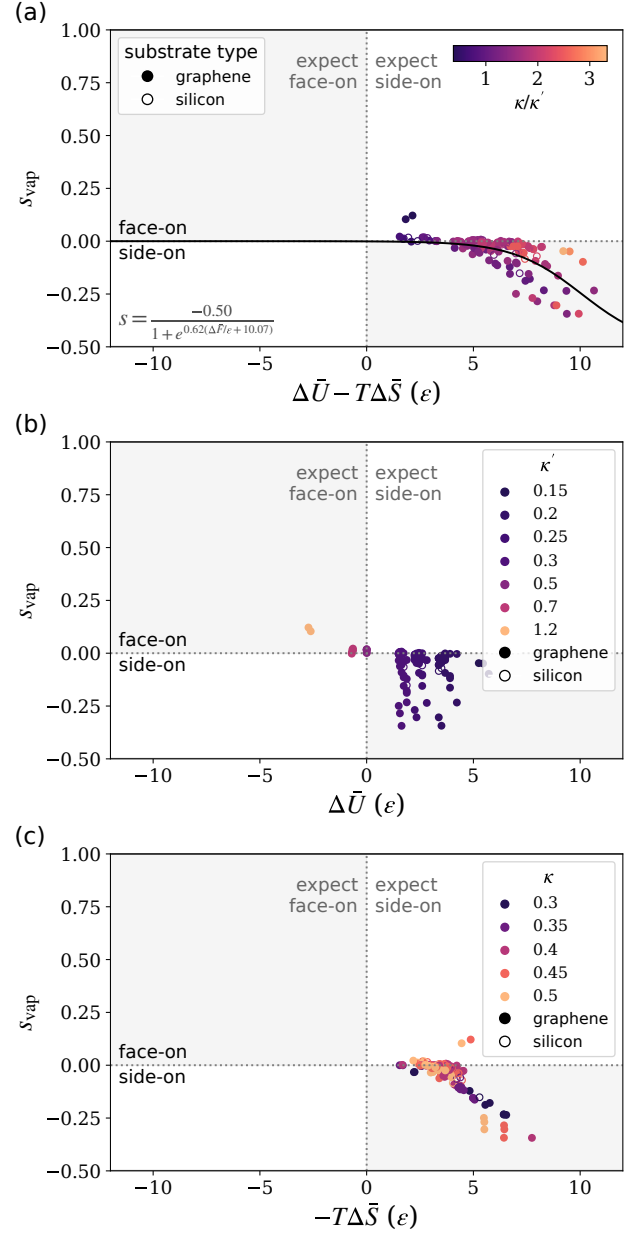 (a)
1.00
0.75
0.50
0.25
0.00
−0.25
−0.50
s_vap
substrate type
graphene
silicon
expect face-on
expect side-on
1 2 3
κ/κ′
face-on
side-on
s = −0.50 / (1 + e^{0.62(ΔF̄/ε + 10.07)})
−10 −5 0 5 10
ΔŪ − TΔS̄ (ε)
(b)
1.00
0.75
0.50
0.25
0.00
−0.25
−0.50
s_vap
expect face-on
expect side-on
κ′
0.15
0.2
0.25
0.3
0.5
0.7
1.2
graphene
silicon
face-on
side-on
−10 −5 0 5 10
ΔŪ (ε)
(c)
1.00
0.75
0.50
0.25
0.00
−0.25
−0.50
s_vap
expect face-on
expect side-on
κ
0.3
0.35
0.4
0.45
0.5
graphene
silicon
face-on
side-on
−10 −5 0 5 10
−TΔS̄ (ε)